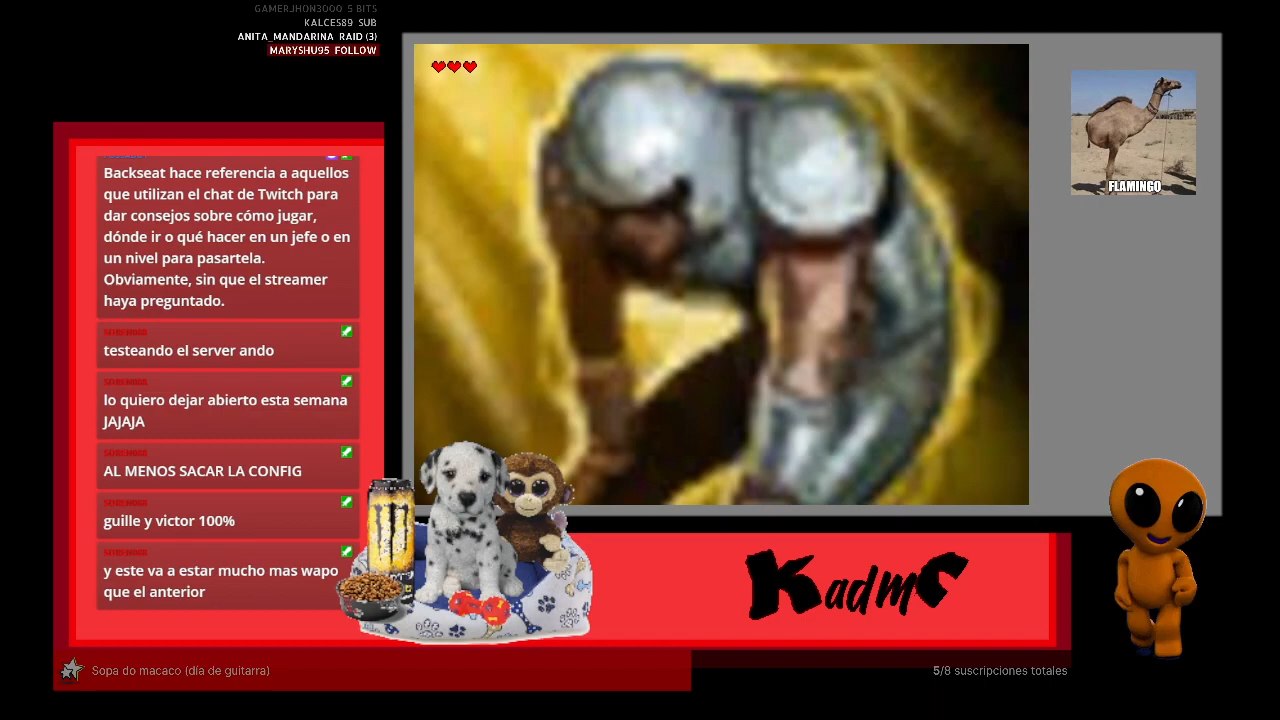 GAMERJHON3000 5 BITS
KALCES89 SUB
ANITA_MANDARINA RAID (3)
MARYSHU95 FOLLOW
FLAMINGO
Backseat hace referencia a aquellos
que utilizan el chat de Twitch para
dar consejos sobre cómo jugar,
dónde ir o qué hacer en un jefe o en
un nivel para pasartela.
Obviamente, sin que el streamer
haya preguntado.
testeando el server ando
lo quiero dejar abierto esta semana
JAJAJA
AL MENOS SACAR LA CONFIG
guille y victor 100%
y este va a estar mucho mas wapo
que el anterior
Sopa do macaco (día de guitarra)
5/8 suscripciones totales